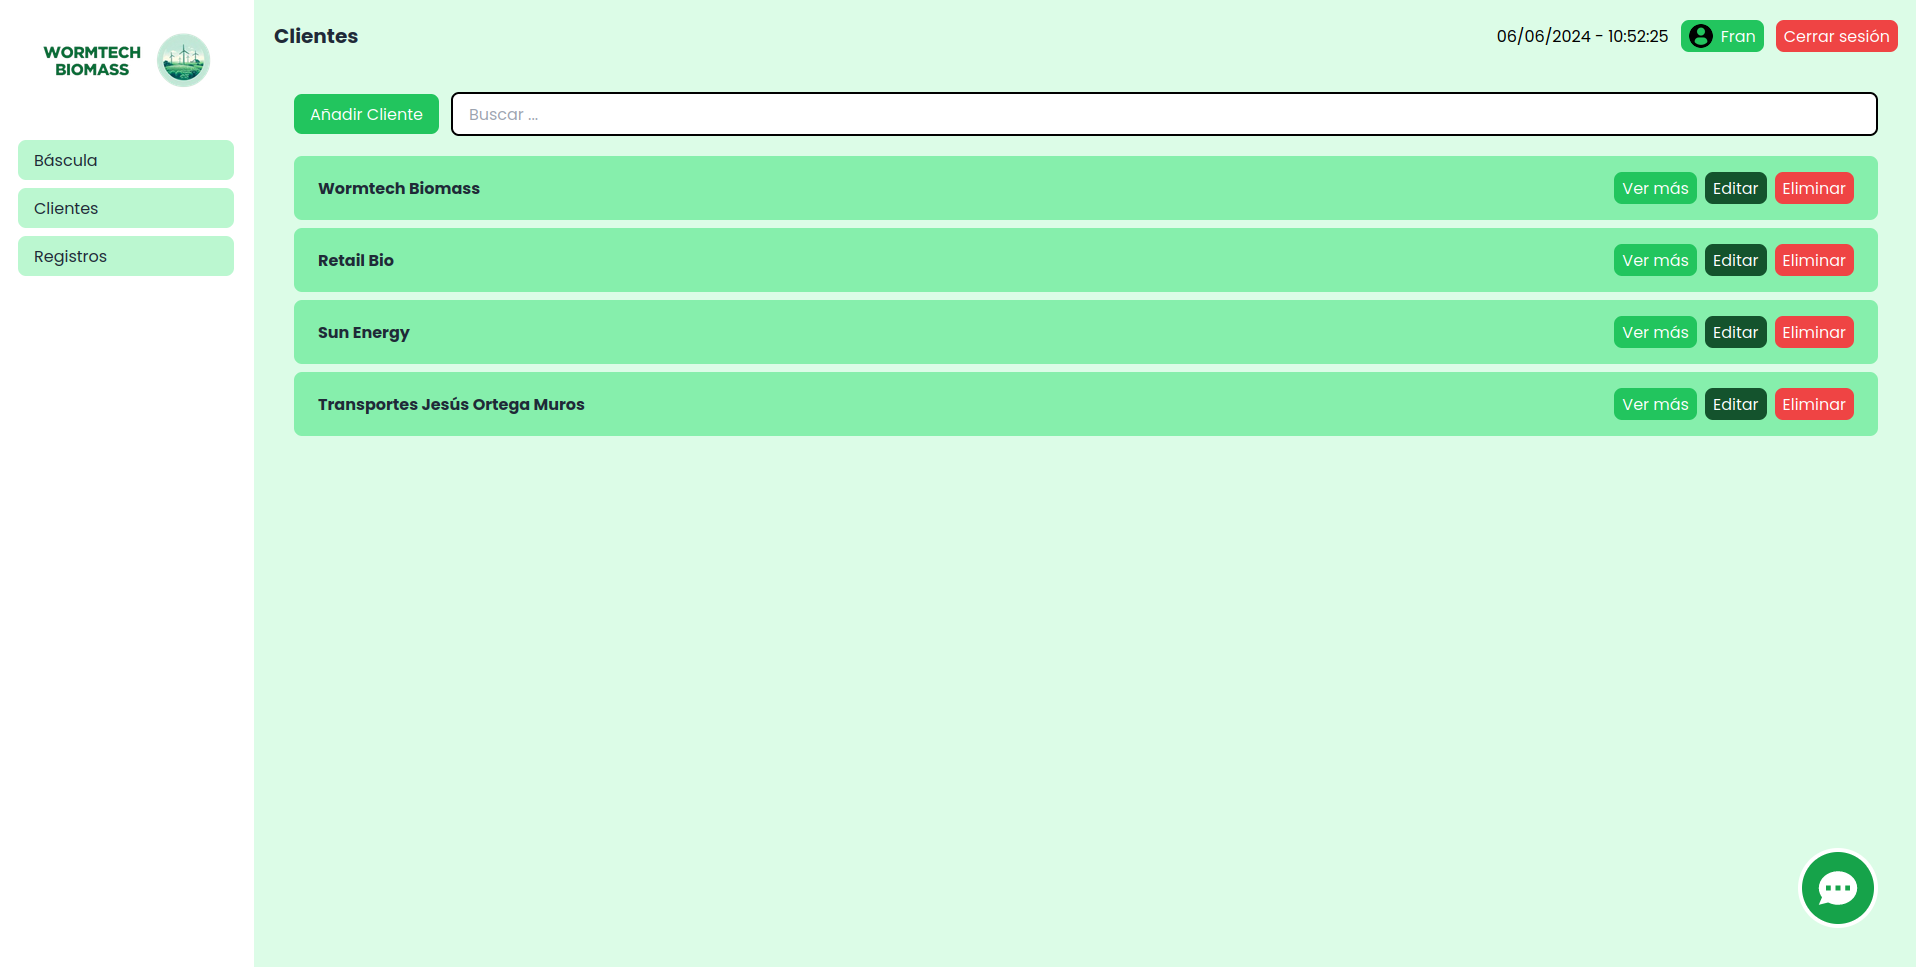 WORMTECH
BIOMASS
Báscula
Clientes
Registros
Clientes
06/06/2024 - 10:52:25 Fran Cerrar sesión
Añadir Cliente Buscar ...
Wormtech Biomass Ver más Editar Eliminar
Retail Bio Ver más Editar Eliminar
Sun Energy Ver más Editar Eliminar
Transportes Jesús Ortega Muros Ver más Editar Eliminar